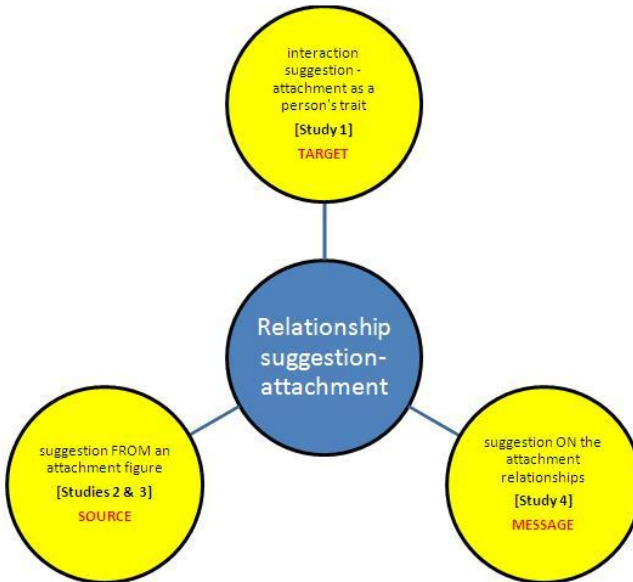 interaction
suggestion -
attachment as a
person's trait
[Study 1]
TARGET
Relationship
suggestion-
attachment
suggestion FROM an
attachment figure
[Studies 2 & 3]
SOURCE
suggestion ON the
attachment
relationships
[Study 4]
MESSAGE